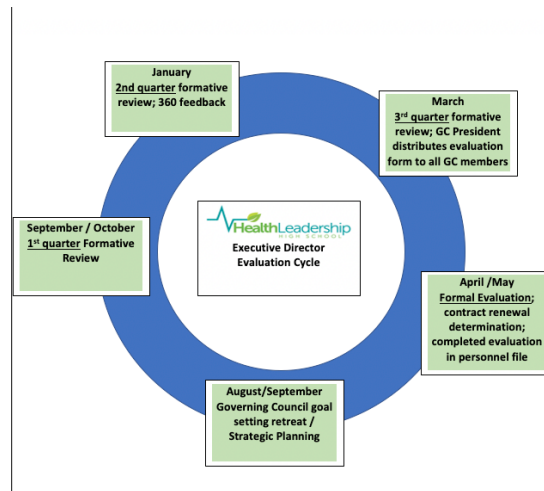 January
2nd quarter formative
review; 360 feedback
March
3rd quarter formative
review; GC President
distributes evaluation
form to all GC members
HealthLeadership
HIGH SCHOOL
Executive Director
Evaluation Cycle
September / October
1st quarter Formative
Review
April /May
Formal Evaluation;
contract renewal
determination;
completed evaluation
in personnel file
August/September
Governing Council goal
setting retreat /
Strategic Planning